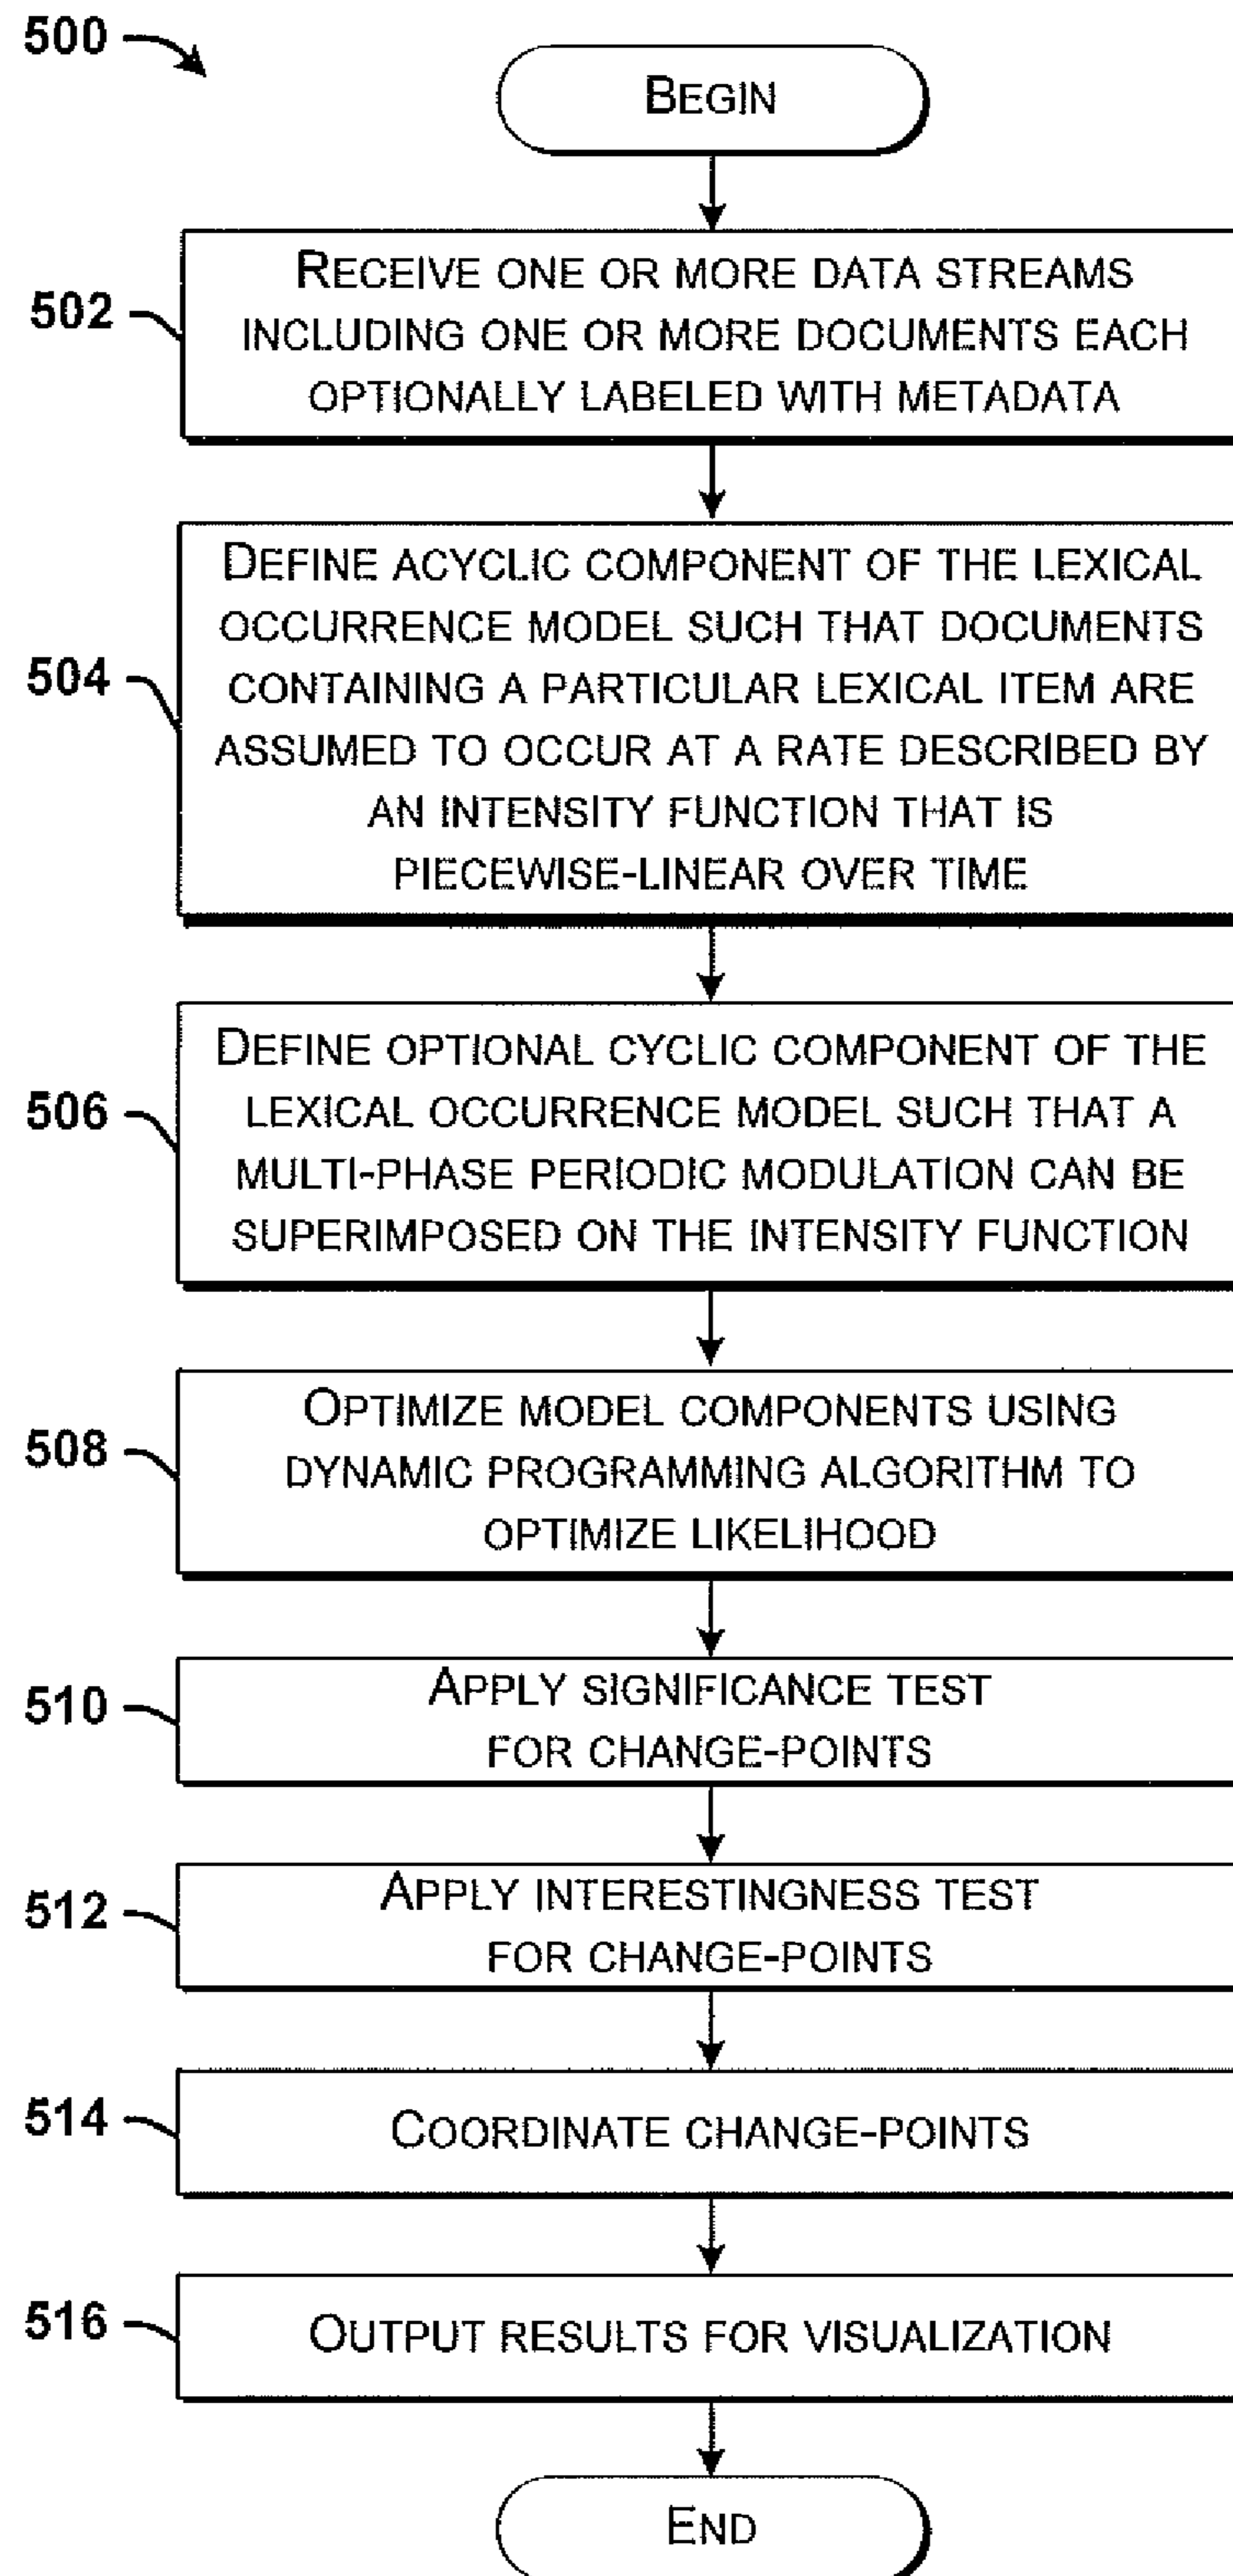 500
BEGIN
502
RECEIVE ONE OR MORE DATA STREAMS
INCLUDING ONE OR MORE DOCUMENTS EACH
OPTIONALLY LABELED WITH METADATA
504
DEFINE ACYCLIC COMPONENT OF THE LEXICAL
OCCURRENCE MODEL SUCH THAT DOCUMENTS
CONTAINING A PARTICULAR LEXICAL ITEM ARE
ASSUMED TO OCCUR AT A RATE DESCRIBED BY
AN INTENSITY FUNCTION THAT IS
PIECEWISE-LINEAR OVER TIME
506
DEFINE OPTIONAL CYCLIC COMPONENT OF THE
LEXICAL OCCURRENCE MODEL SUCH THAT A
MULTI-PHASE PERIODIC MODULATION CAN BE
SUPERIMPOSED ON THE INTENSITY FUNCTION
508
OPTIMIZE MODEL COMPONENTS USING
DYNAMIC PROGRAMMING ALGORITHM TO
OPTIMIZE LIKELIHOOD
510
APPLY SIGNIFICANCE TEST
FOR CHANGE-POINTS
512
APPLY INTERESTINGNESS TEST
FOR CHANGE-POINTS
514
COORDINATE CHANGE-POINTS
516
OUTPUT RESULTS FOR VISUALIZATION
END